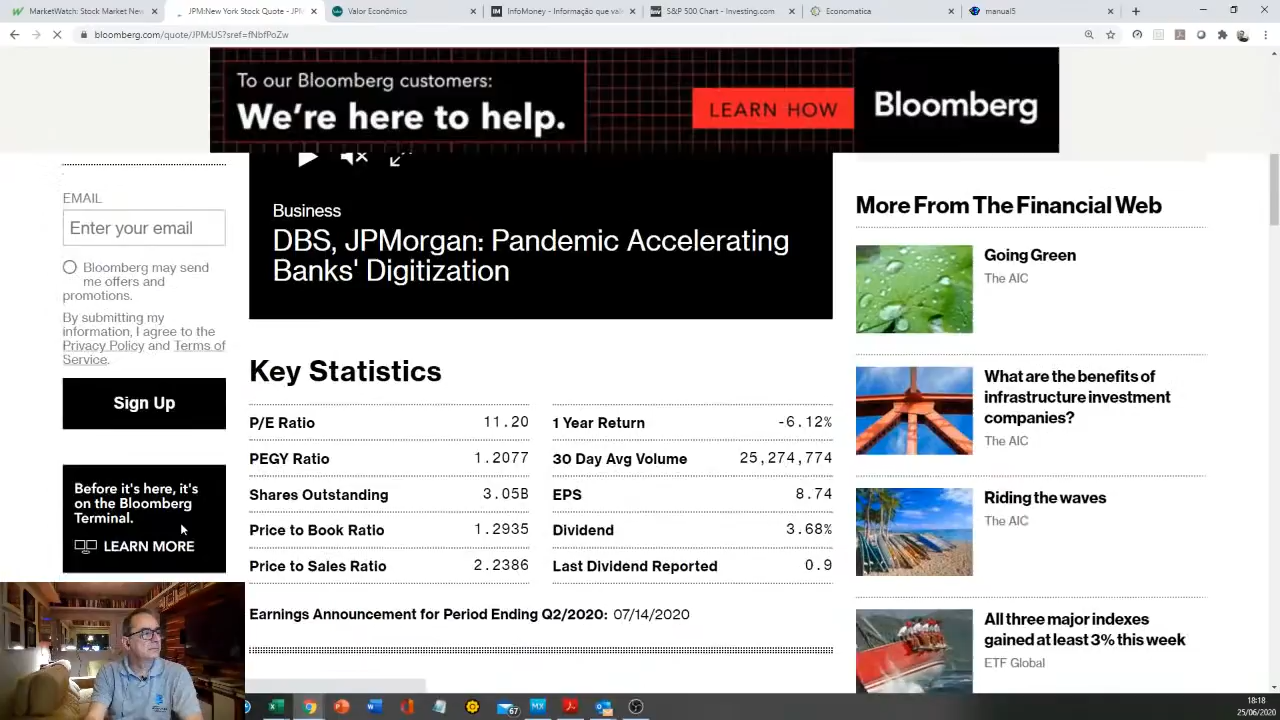 MarketWatch: Stock Market News
JPM:New York Sto
Valor Econômico
InfoMoney - Informação que val
S&P 500 Chart - Investing.com
Economatica
manual5
bloomberg.com/quote/JPM:US?ref=fNbfPoZw
To our Bloomberg customers:
We're here to help.
LEARN HOW
Bloomberg
EMAIL
Enter your email
Bloomberg may send
me offers and
promotions.
By submitting my
information, I agree to the
Privacy Policy and Terms of
Service.
Sign Up
Before it's here, it's
on the Bloomberg
Terminal.
LEARN MORE
Business
DBS, JPMorgan: Pandemic Accelerating
Banks' Digitization
Key Statistics
P/E Ratio 11.20
PEGY Ratio 1.2077
Shares Outstanding 3.05B
Price to Book Ratio 1.2935
Price to Sales Ratio 2.2386
1 Year Return -6.12%
30 Day Avg Volume 25,274,774
EPS 8.74
Dividend 3.68%
Last Dividend Reported 0.9
Earnings Announcement for Period Ending Q2/2020: 07/14/2020
More From The Financial Web
Going Green
The AIC
What are the benefits of
infrastructure investment
companies?
The AIC
Riding the waves
The AIC
All three major indexes
gained at least 3% this week
ETF Global
67
MX
18:18
25/06/2020